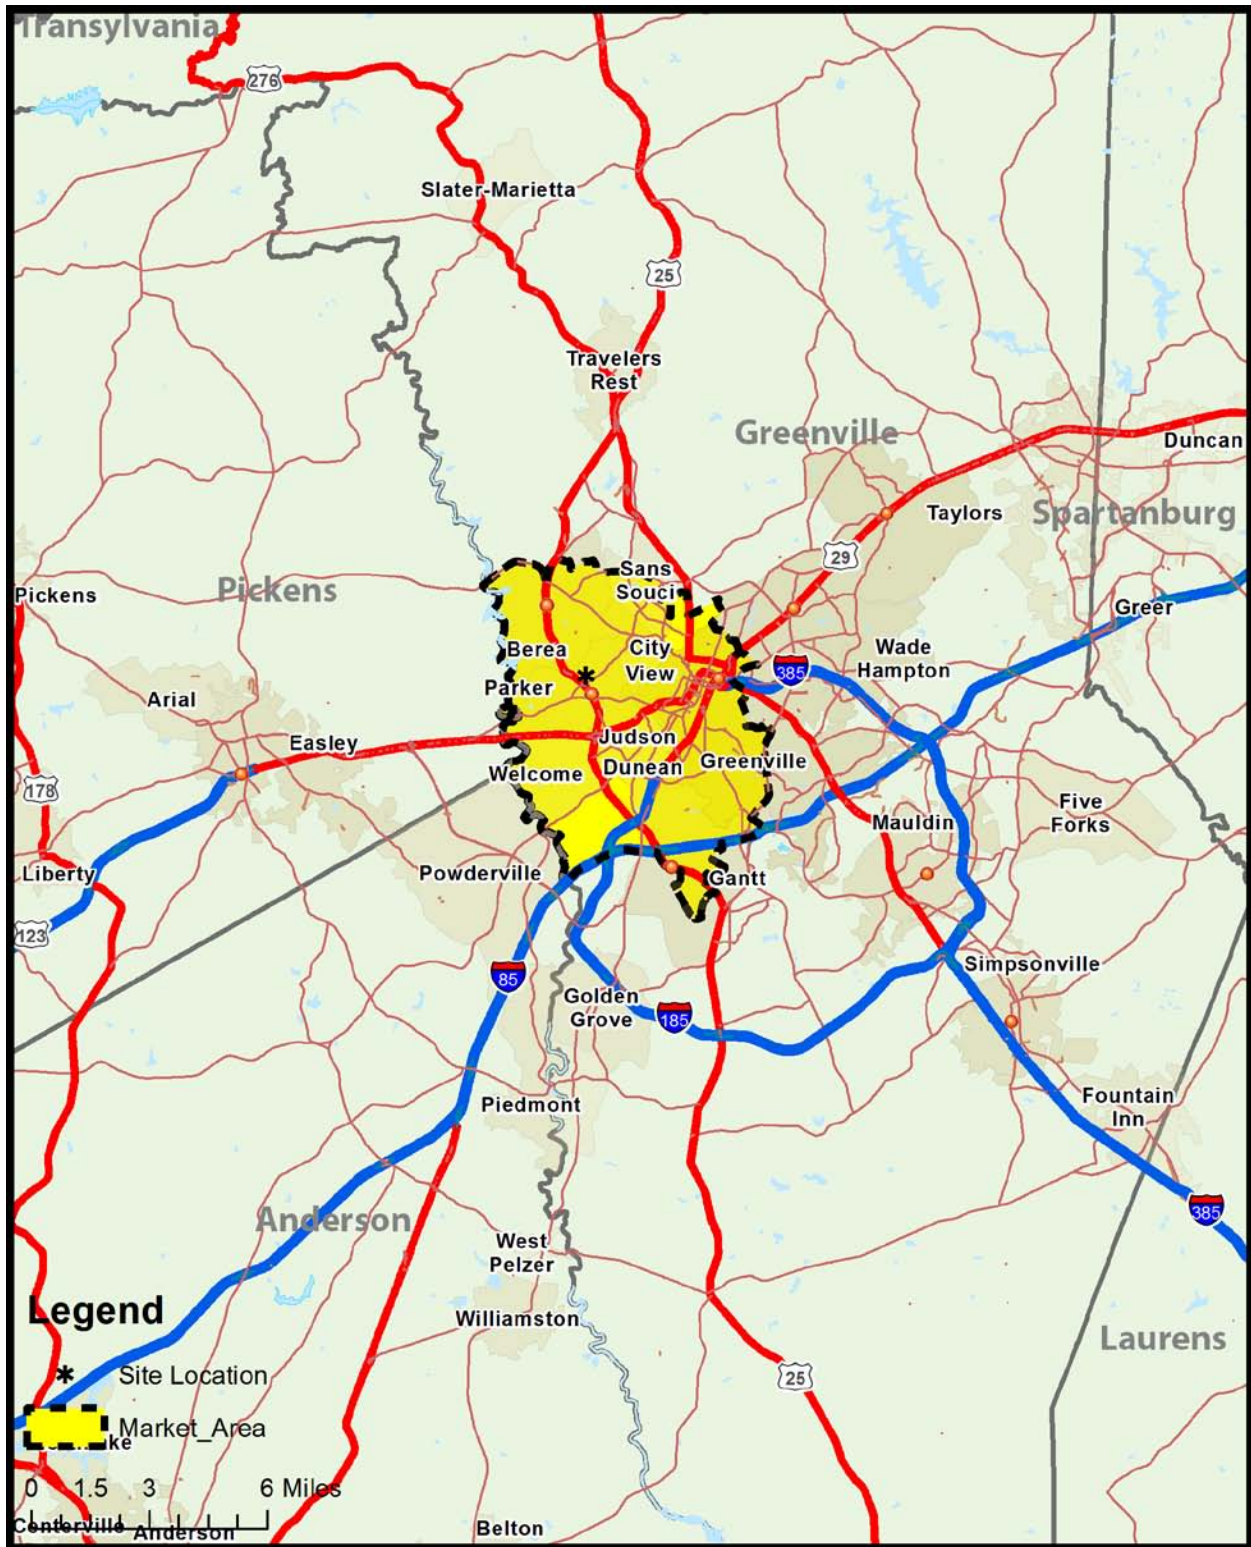 Transylvania
276
Slater-Marietta
25
Travelers
Rest
Greenville
Duncan
Taylors
Spartanburg
29
Sans
Souci
Pickens
Pickens
Greer
Berea
City
View
Wade
Hampton
385
Parker
Arial
Easley
Judson
Welcome
Dunean
Greenville
178
Five
Forks
Mauldin
Liberty
Powderville
Gantt
123
Simpsonville
85
Golden
Grove
185
Piedmont
Fountain
Inn
385
Anderson
West
Pelzer
Legend
Williamston
Laurens
Site Location
25
Market_Area
0 1.5 3 6 Miles
Centerville
Anderson
Belton